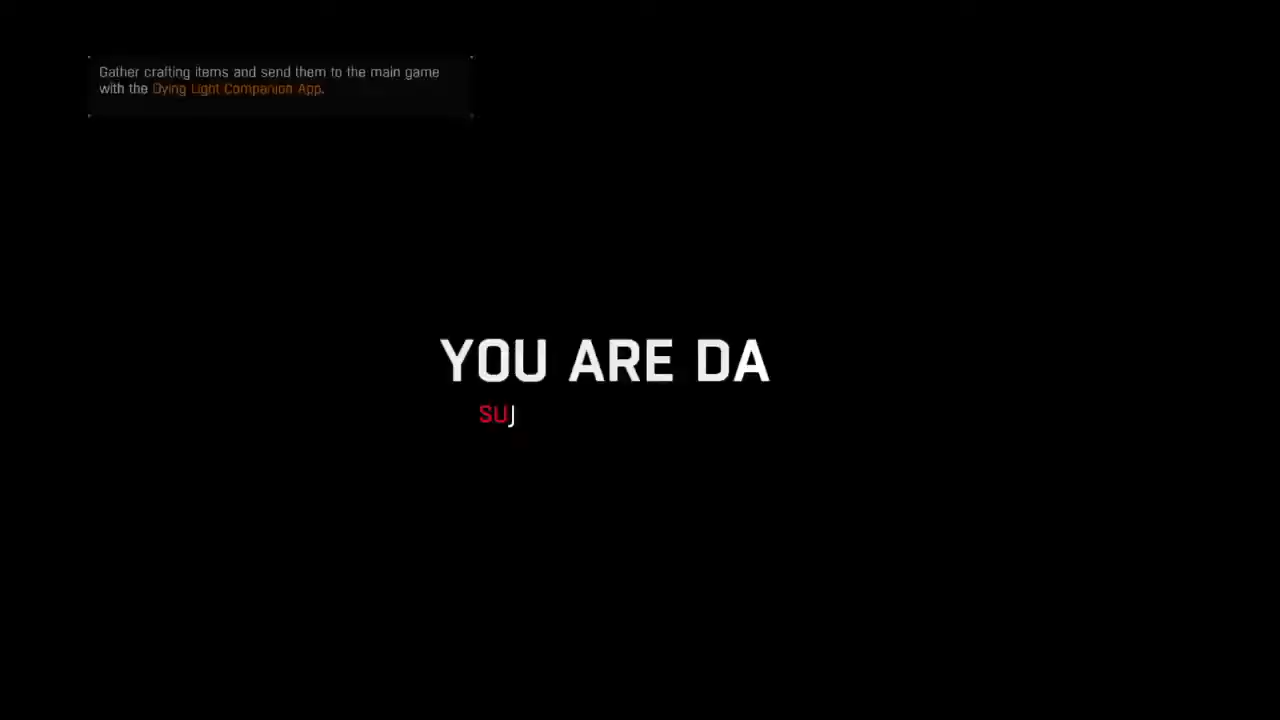 Gather crafting items and send them to the main game
with the Dying Light Companion App.
YOU ARE DA
SUJ